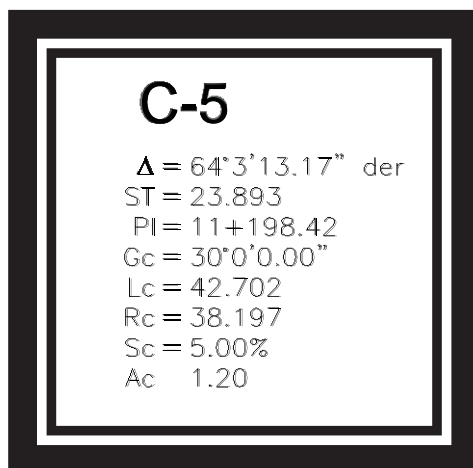 C-5
Δ = 64°3'13.17" der
ST = 23.893
PI = 11+198.42
Gc = 30°0'0.00"
Lc = 42.702
Rc = 38.197
Sc = 5.00%
Ac 1.20